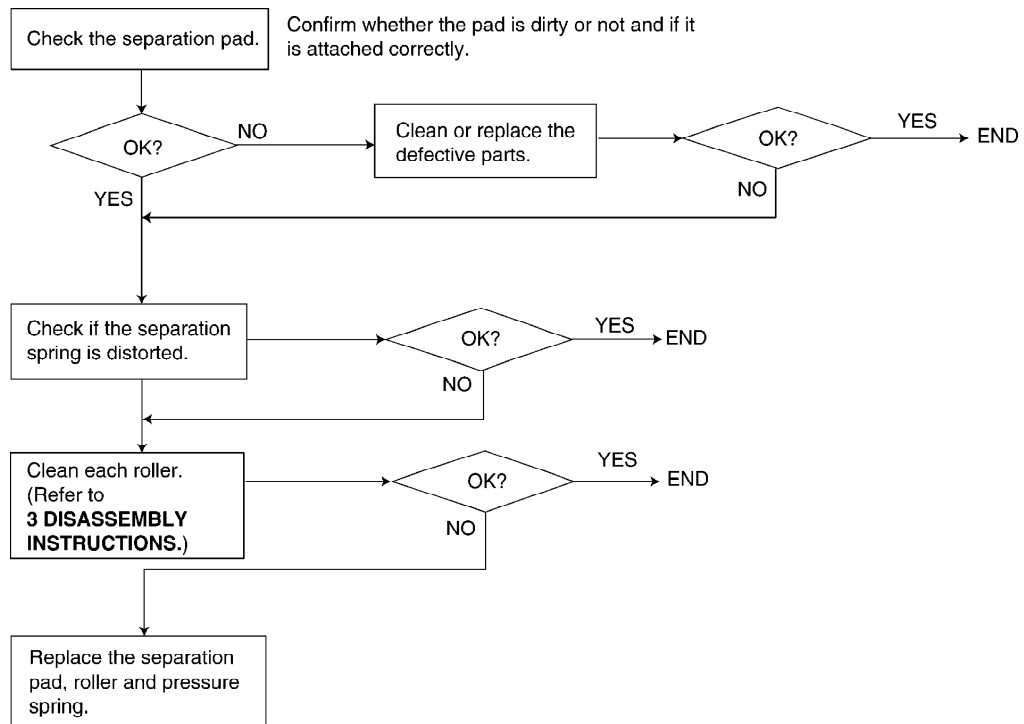 Check the separation pad.
Confirm whether the pad is dirty or not and if it
is attached correctly.
OK?
NO
Clean or replace the
defective parts.
OK?
YES
END
YES
NO
Check if the separation
spring is distorted.
OK?
YES
END
NO
Clean each roller.
(Refer to
3 DISASSEMBLY
INSTRUCTIONS.)
OK?
YES
END
NO
Replace the separation
pad, roller and pressure
spring.